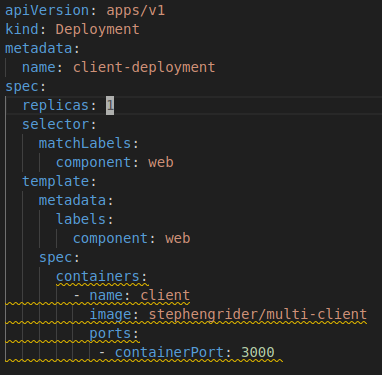 apiVersion: apps/v1
kind: Deployment
metadata:
  name: client-deployment
spec:
  replicas: 1
  selector:
    matchLabels:
      component: web
  template:
    metadata:
      labels:
        component: web
    spec:
      containers:
        - name: client
          image: stephengrider/multi-client
          ports:
           - containerPort: 3000